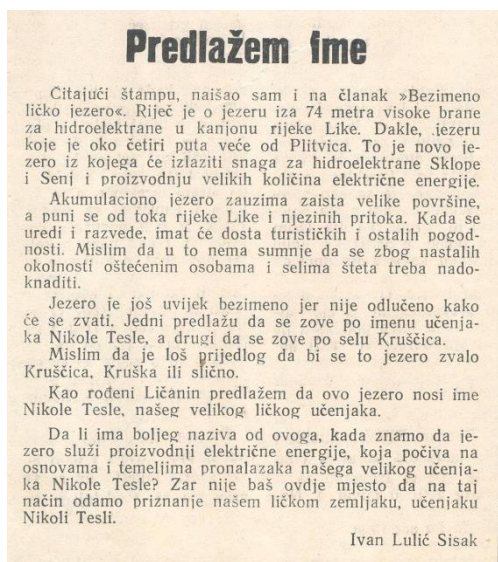 Predlažem ime
Čitajući štampu, naišao sam i na članak »Bezimeno
ličko jezero«. Riječ je o jezeru iza 74 metra visoke brane
za hidroelektrane u kanjonu rijeke Like. Dakle, jezeru
koje je oko četiri puta veće od Plitvica. To je novo je-
zero iz kojega će izlaziti snaga za hidroelektrane Sklope
i Senj i proizvodnju velikih količina električne energije.
Akumulaciono jezero zauzima zaista velike površine,
a puni se od toka rijeke Like i njezinih pritoka. Kada se
uredi i razvede, imat će dosta turističkih i ostalih pogod-
nosti. Mislim da u to nema sumnje da se zbog nastalih
okolnosti oštećenim osobama i selima šteta treba nado-
knaditi.
Jezero je još uvijek bezimeno jer nije odlučeno kako
će se zvati. Jedni predlažu da se zove po imenu učenja-
ka Nikole Tesle, a drugi da se zove po selu Kruščica.
Mislim da je loš prijedlog da bi se to jezero zvalo
Kruščica, Kruška ili slično.
Kao rođeni Ličanin predlažem da ovo jezero nosi ime
Nikole Tesle, našeg velikog ličkog učenjaka.
Da li ima boljeg naziva od ovoga, kada znamo da je-
zero služi proizvodnji električne energije, koja počiva na
osnovama i temeljima pronalazaka našega velikog učenja-
ka Nikole Tesle? Zar nije baš ovdje mjesto da na taj
način odamo priznanje našem ličkom zemljaku, učenjaku
Nikoli Tesli.
Ivan Lulić Sisak